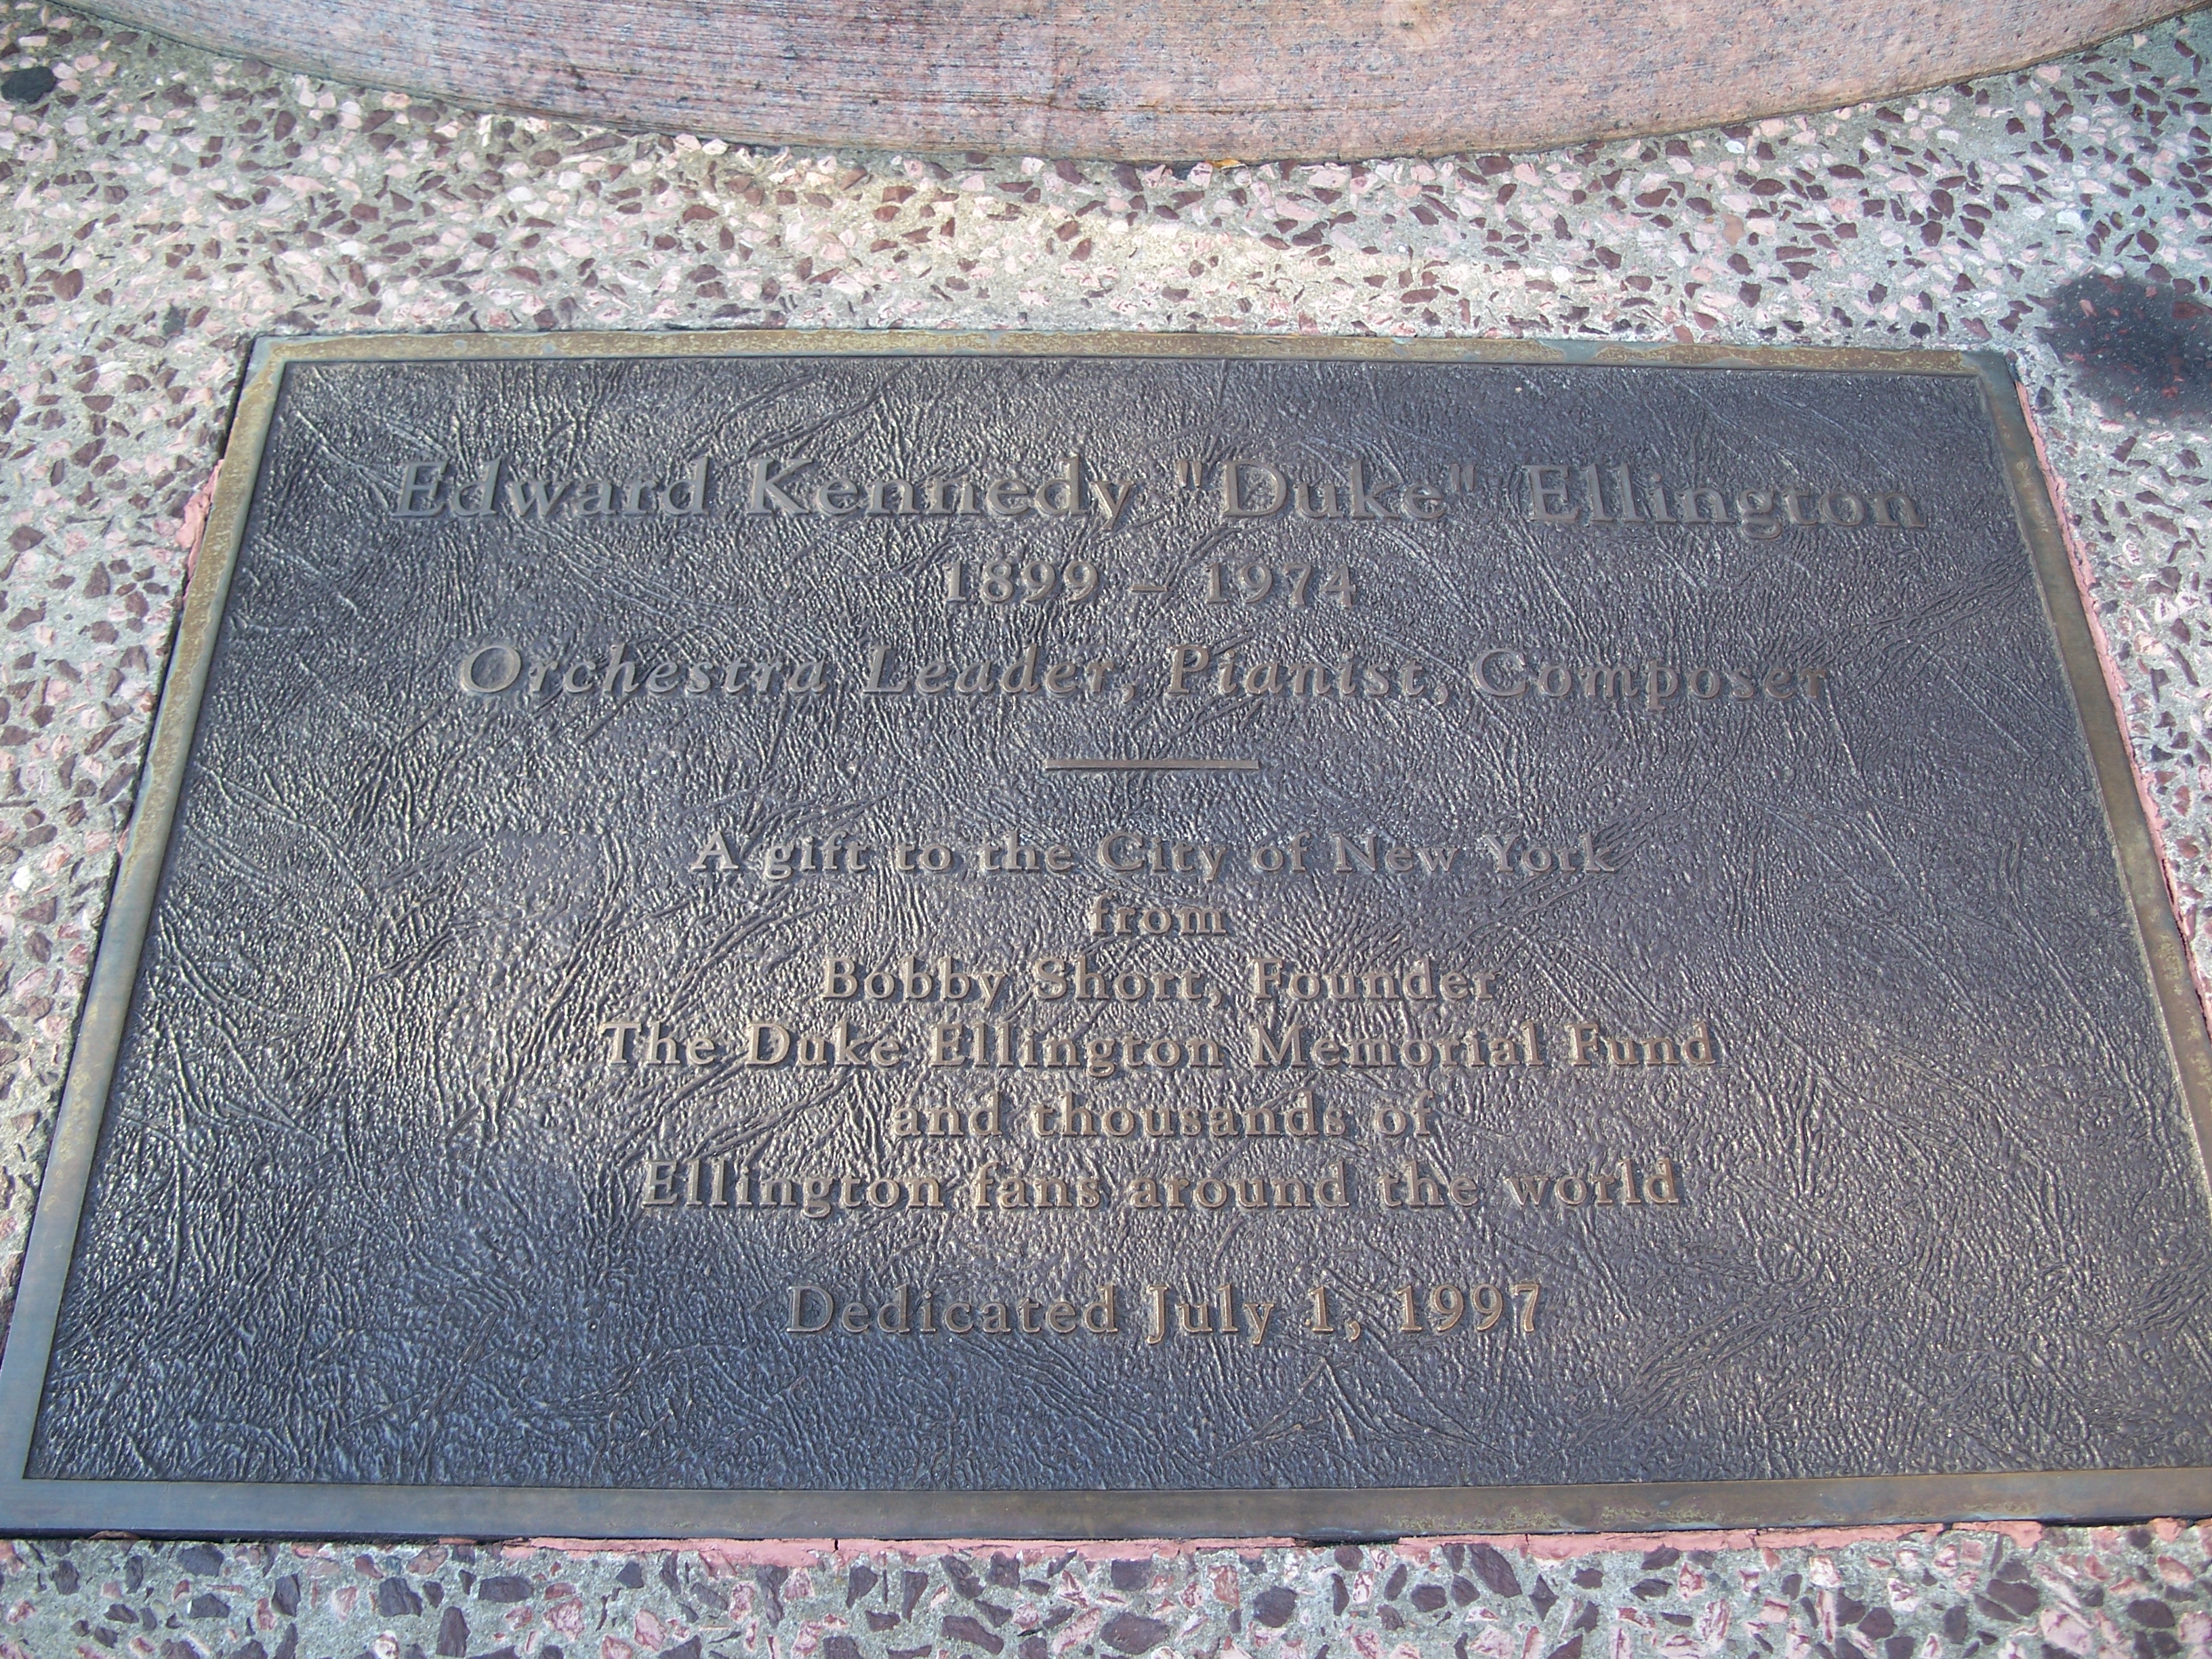 Edward Kennedy "Duke" Ellington
1899 – 1974
Orchestra Leader, Pianist, Composer
A gift to the City of New York
from
Bobby Short, Founder
The Duke Ellington Memorial Fund
and thousands of
Ellington fans around the world
Dedicated July 1, 1997